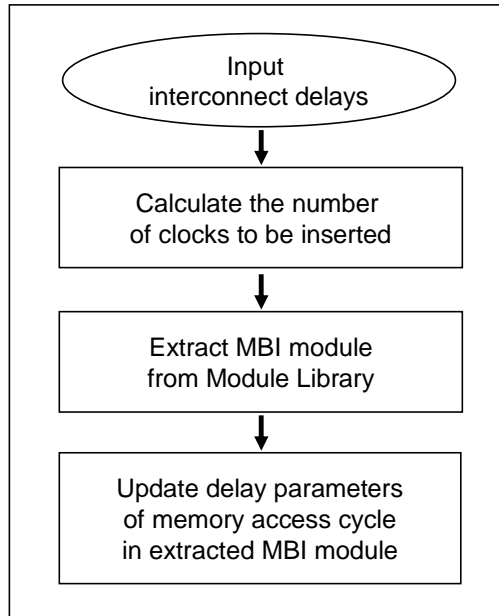 Input
interconnect delays
Calculate the number
of clocks to be inserted
Extract MBI module
from Module Library
Update delay parameters
of memory access cycle
in extracted MBI module